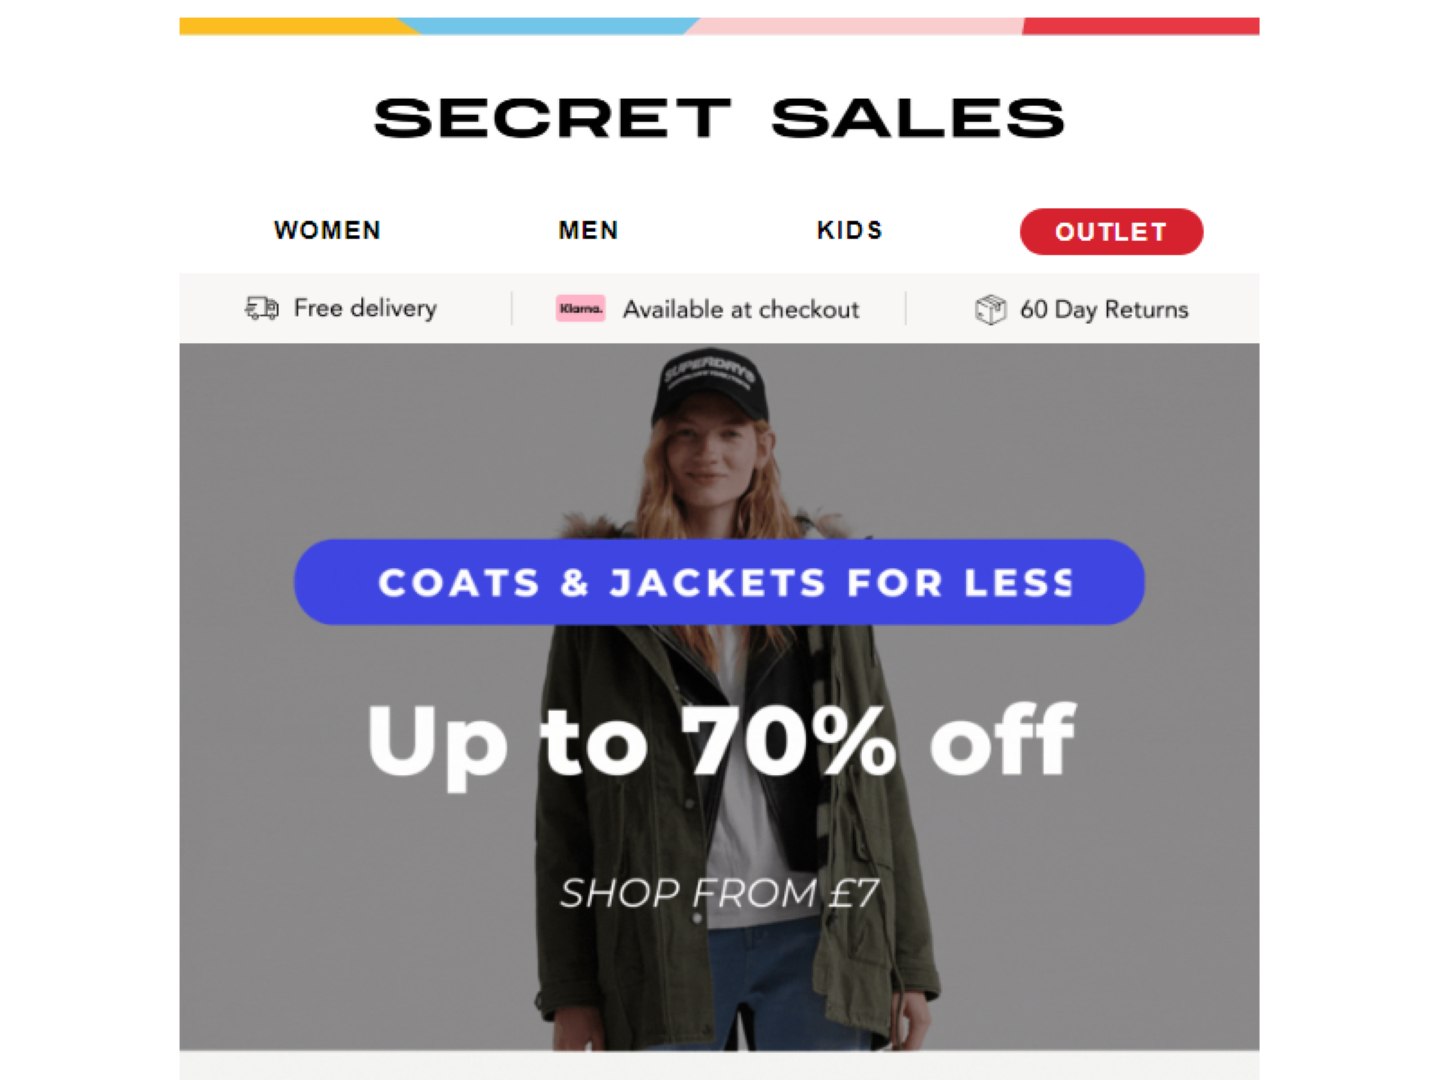 SECRET SALES
WOMEN MEN KIDS OUTLET
Free delivery Klarna. Available at checkout 60 Day Returns
SUPERDRY®
COATS & JACKETS FOR LESS
Up to 70% off
SHOP FROM £7